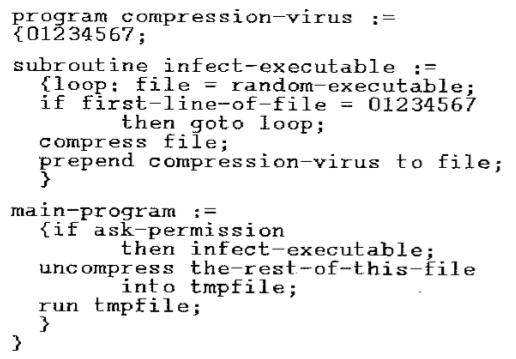 program compression-virus :=
{01234567;
subroutine infect-executable :=
{loop: file = random-executable;
if first-line-of-file = 01234567
then goto loop;
compress file;
prepend compression-virus to file;
}
main-program :=
{if ask-permission
then infect-executable;
uncompress the-rest-of-this-file
into tmpfile;
run tmpfile;
}
}